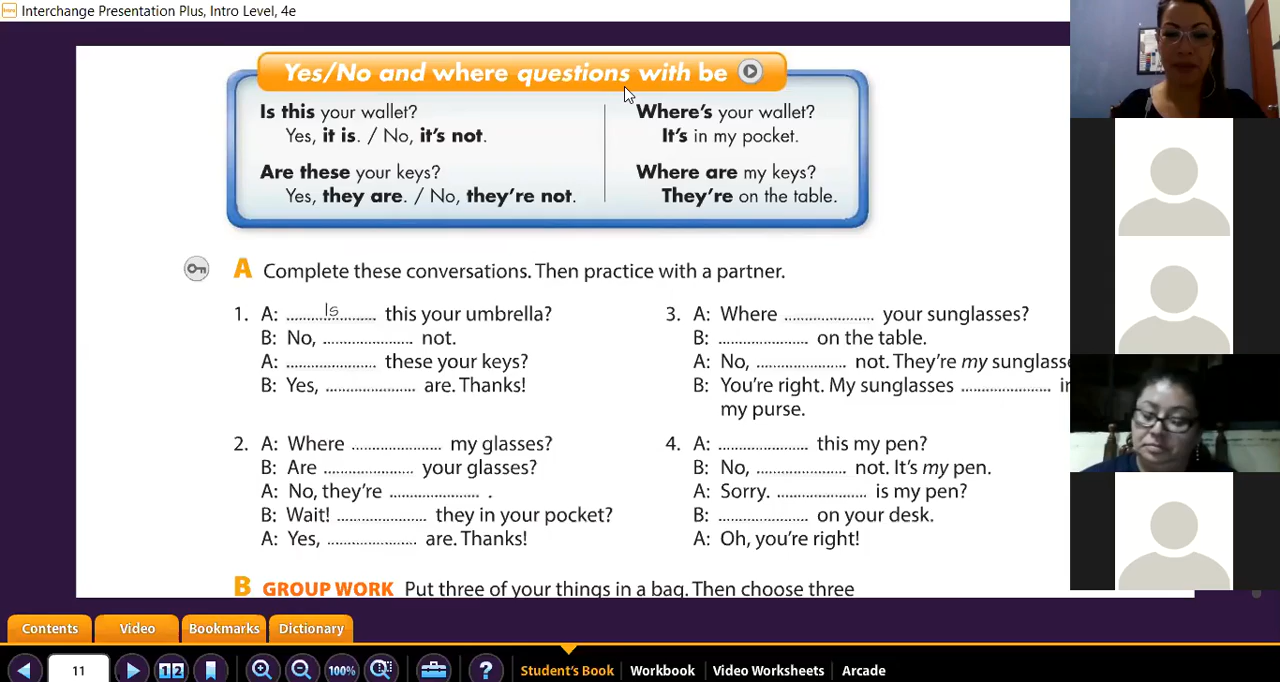 Interchange Presentation Plus, Intro Level, 4e
Yes/No and where questions with be
Is this your wallet?
Yes, it is. / No, it's not.
Are these your keys?
Yes, they are. / No, they're not.
Where's your wallet?
It's in my pocket.
Where are my keys?
They're on the table.
A Complete these conversations. Then practice with a partner.
1. A: ......Is...... this your umbrella?
B: No, .................... not.
A: .................... these your keys?
B: Yes, .................... are. Thanks!
2. A: Where .................... my glasses?
B: Are .................... your glasses?
A: No, they're .................... .
B: Wait! .................... they in your pocket?
A: Yes, .................... are. Thanks!
3. A: Where .................... your sunglasses?
B: .................... on the table.
A: No, .................... not. They're my sunglasse
B: You're right. My sunglasses .................... i
my purse.
4. A: .................... this my pen?
B: No, .................... not. It's my pen.
A: Sorry. .................... is my pen?
B: .................... on your desk.
A: Oh, you're right!
B GROUP WORK Put three of your things in a bag. Then choose three
Contents Video Bookmarks Dictionary
11 12 100% ? Student's Book Workbook Video Worksheets Arcade